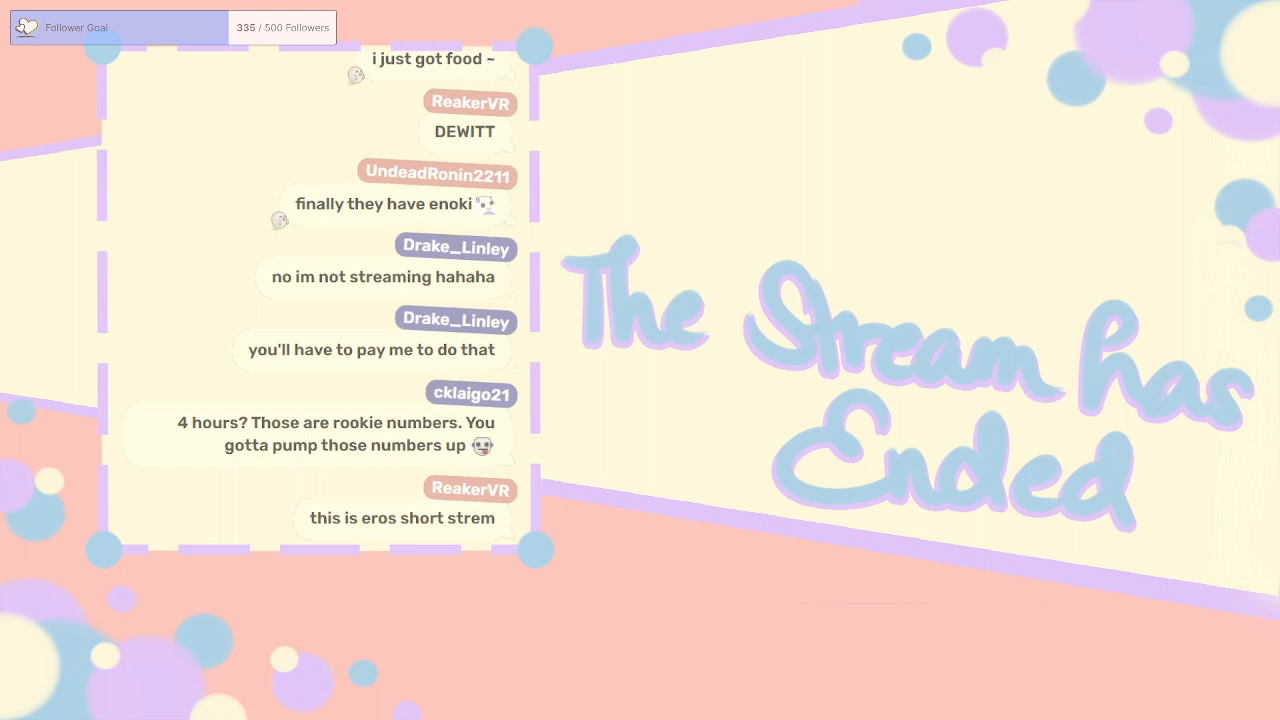 Follower Goal
335 / 500 Followers
i just got food ~
ReakerVR
DEWITT
UndeadRonin2211
finally they have enoki
Drake_Linley
no im not streaming hahaha
Drake_Linley
you'll have to pay me to do that
cklaigo21
4 hours? Those are rookie numbers. You
gotta pump those numbers up
ReakerVR
this is eros short strem
The Stream has
Ended